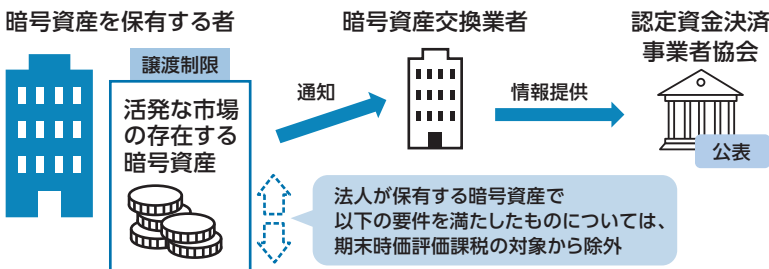 暗号資産を保有する者
暗号資産交換業者
認定資金決済
事業者協会
譲渡制限
活発な市場
の存在する
暗号資産
通知
情報提供
公表
法人が保有する暗号資産で
以下の要件を満たしたものについては、
期末時価評価課税の対象から除外